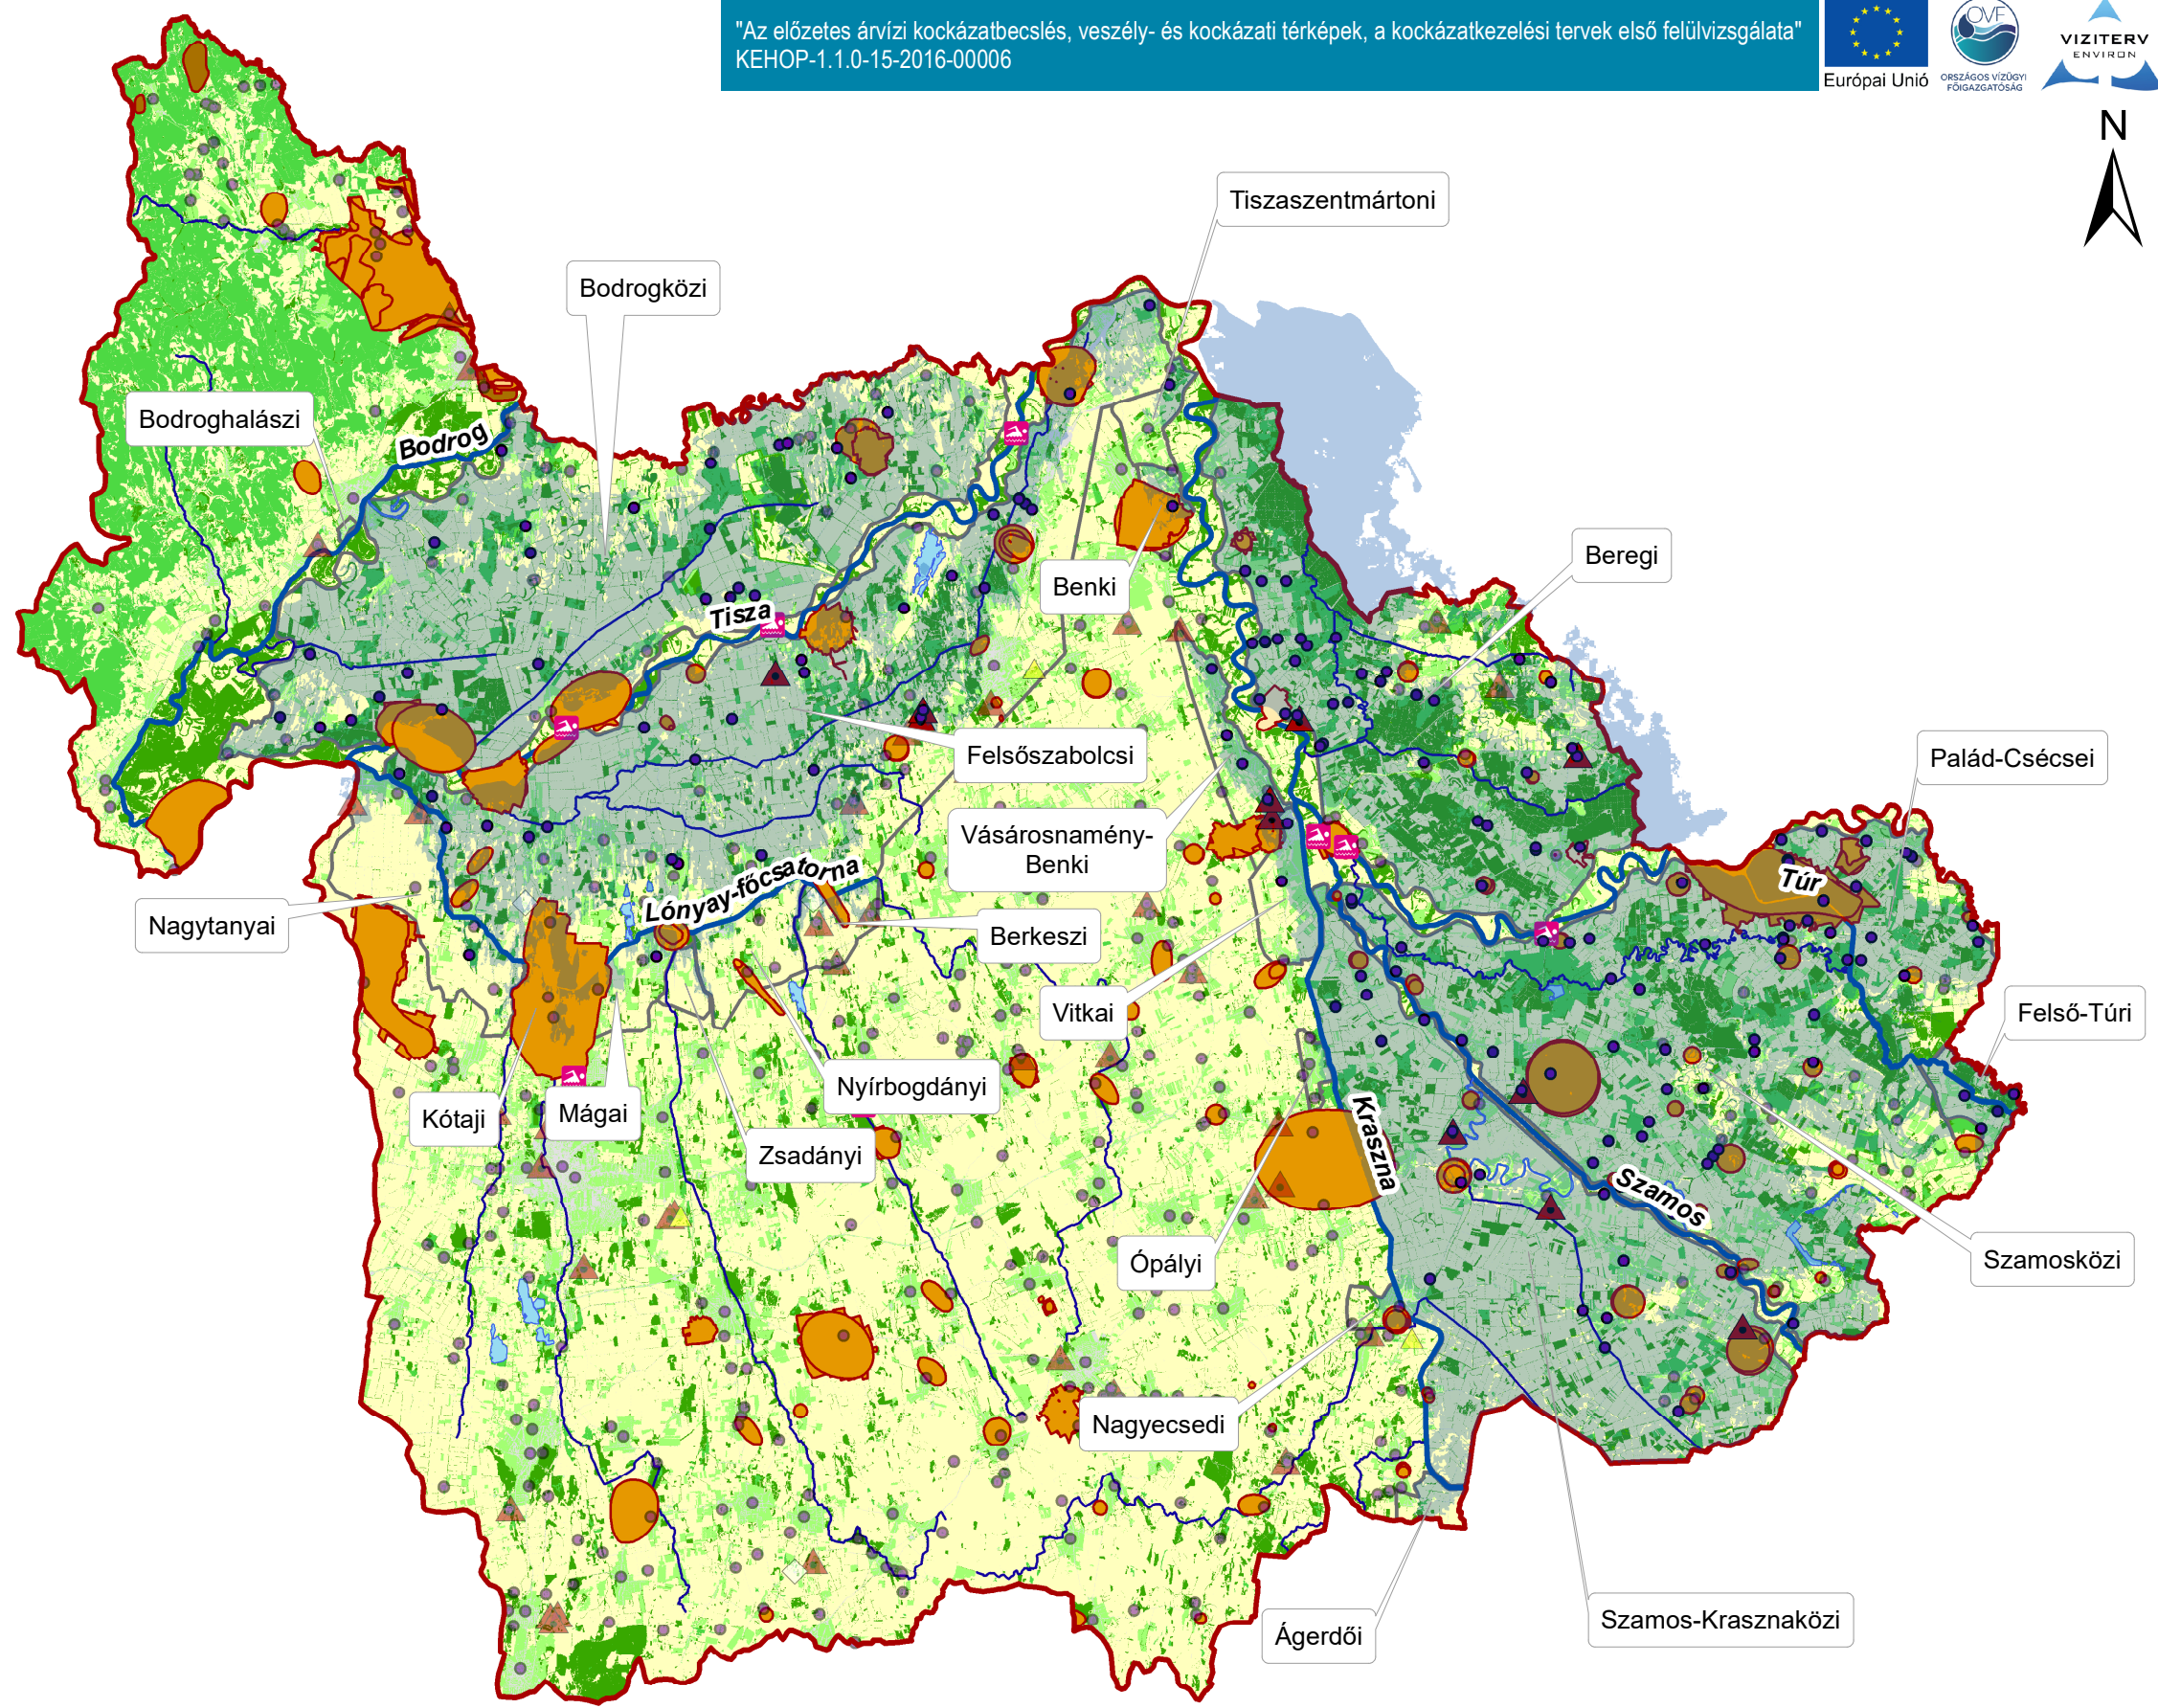 "Az előzetes árvízi kockázatbecslés, veszély- és kockázati térképek, a kockázatkezelési tervek első felülvizsgálata"
KEHOP-1.1.0-15-2016-00006
Európai Unió
OVF
ORSZÁGOS VÍZÜGYI
FŐIGAZGATÓSÁG
VIZITERV
ENVIRON
N
Tiszaszentmártoni
Bodrogközi
Bodroghalászi
Bodrog
Beregi
Benki
Tisza
Felsőszabolcsi
Palád-Csécsei
Vásárosnamény-
Benki
Túr
Lónyay-főcsatorna
Nagytanyai
Berkeszi
Vitkai
Felső-Túri
Nyírbogdányi
Kótaji
Mágai
Zsadányi
Kraszna
Szamos
Ópályi
Szamosközi
Nagyecsedi
Ágerdői
Szamos-Krasznaközi